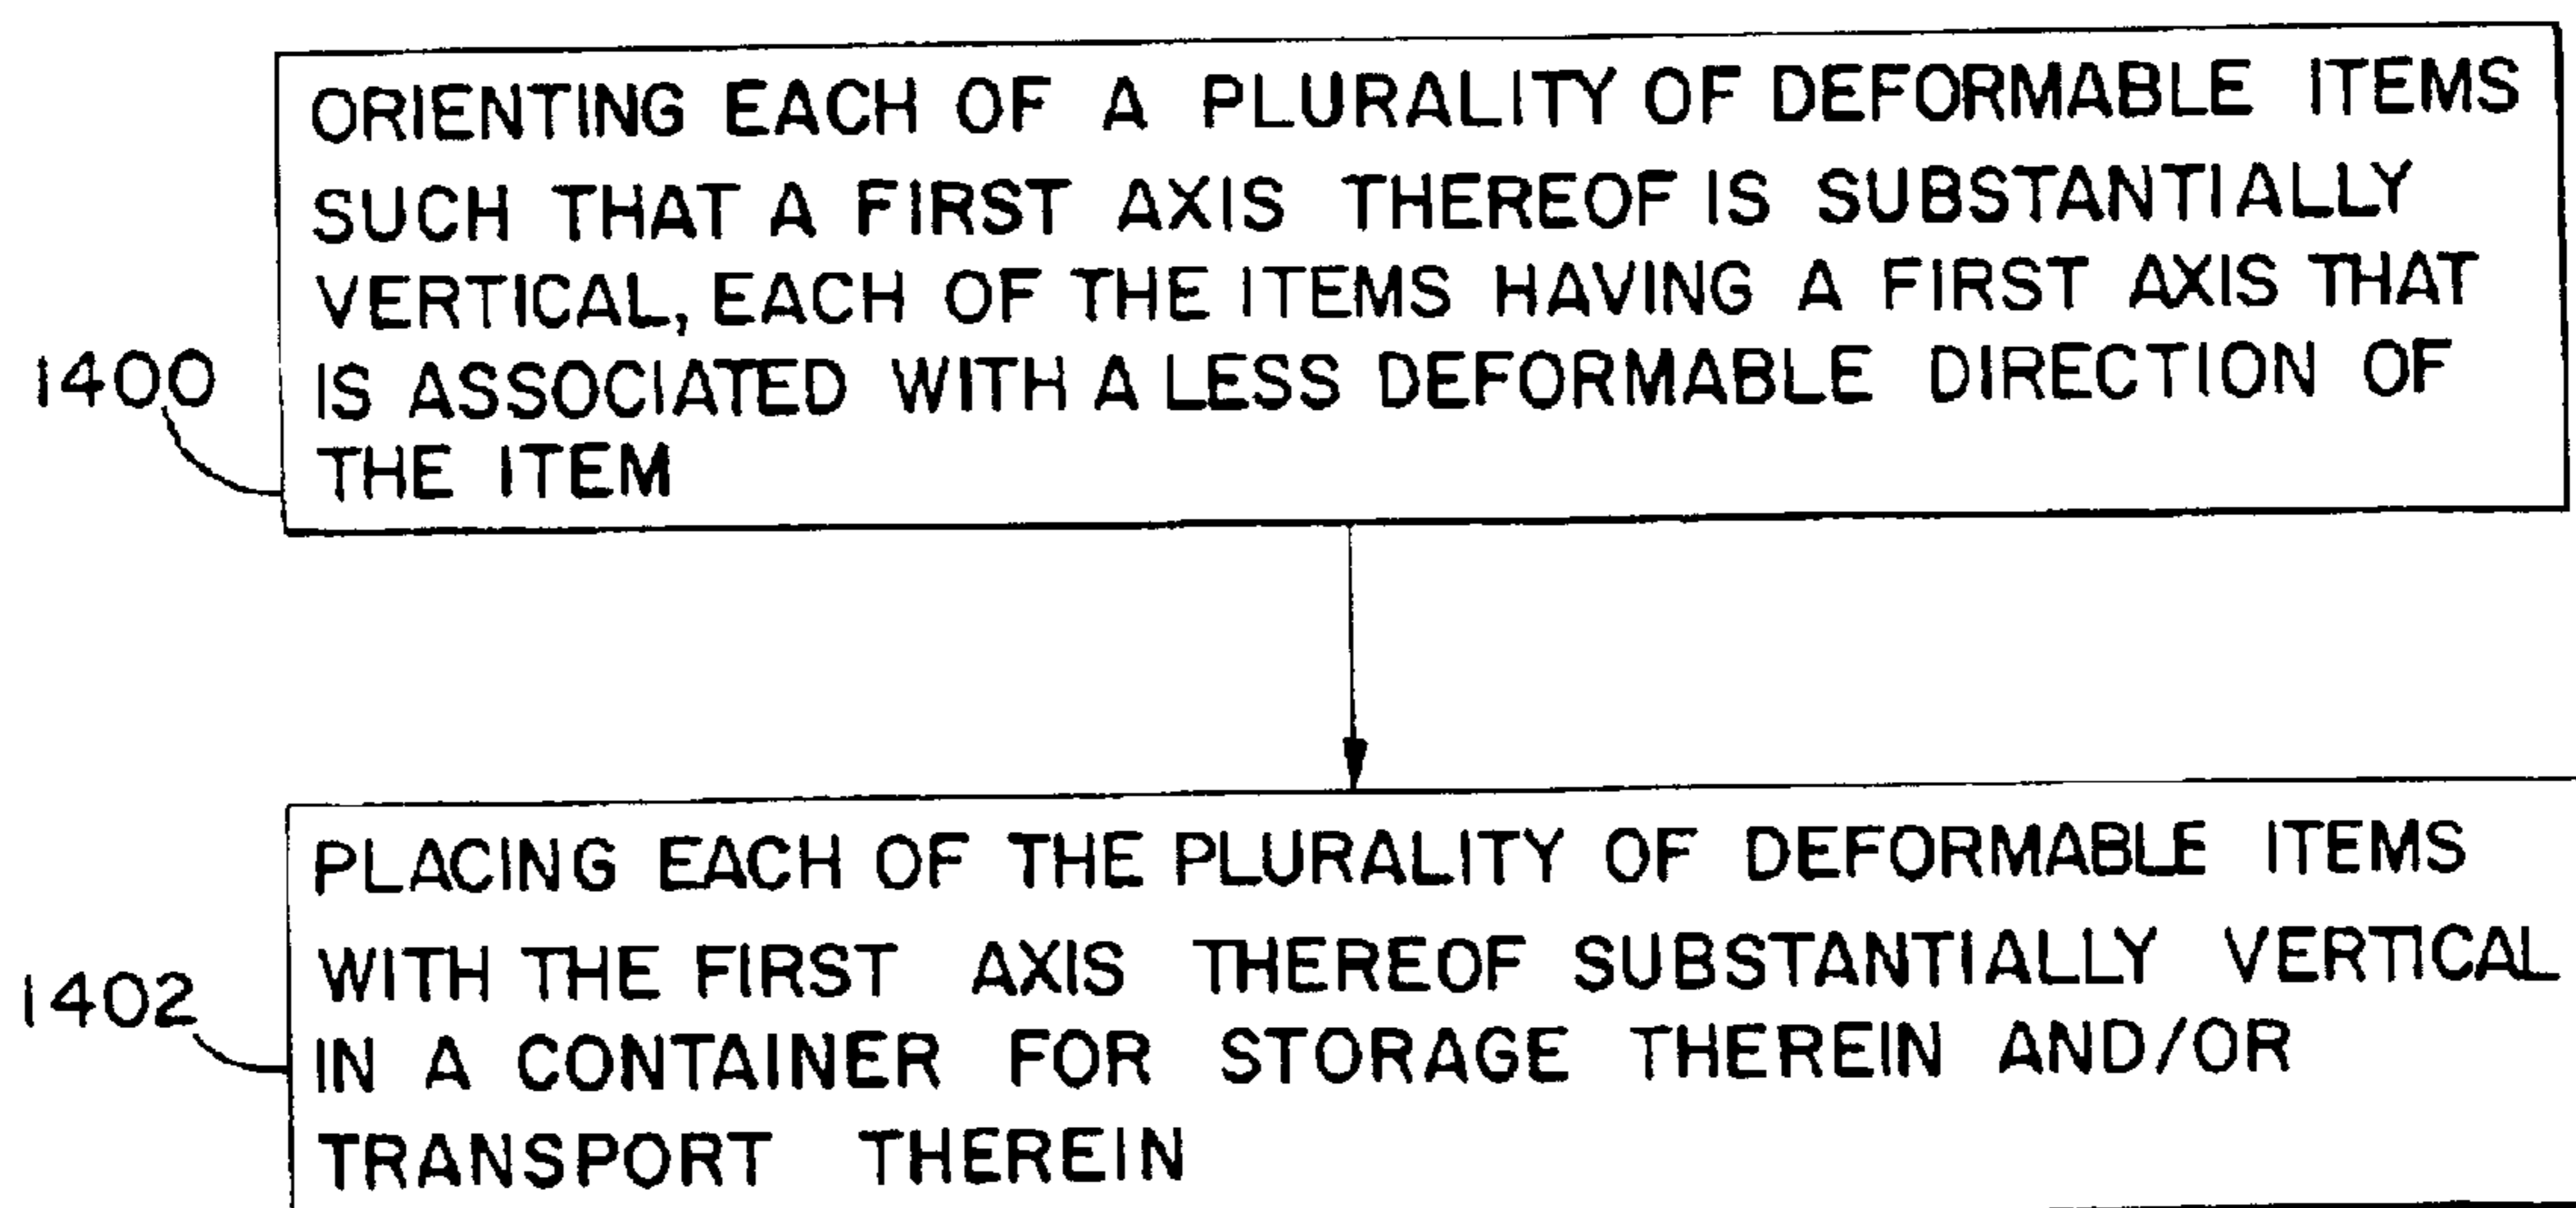 ORIENTING EACH OF A PLURALITY OF DEFORMABLE ITEMS
SUCH THAT A FIRST AXIS THEREOF IS SUBSTANTIALLY
VERTICAL, EACH OF THE ITEMS HAVING A FIRST AXIS THAT
1400
IS ASSOCIATED WITH A LESS DEFORMABLE DIRECTION OF
THE ITEM
PLACING EACH OF THE PLURALITY OF DEFORMABLE ITEMS
WITH THE FIRST AXIS THEREOF SUBSTANTIALLY VERTICAL
1402
IN A CONTAINER FOR STORAGE THEREIN AND/OR
TRANSPORT THEREIN